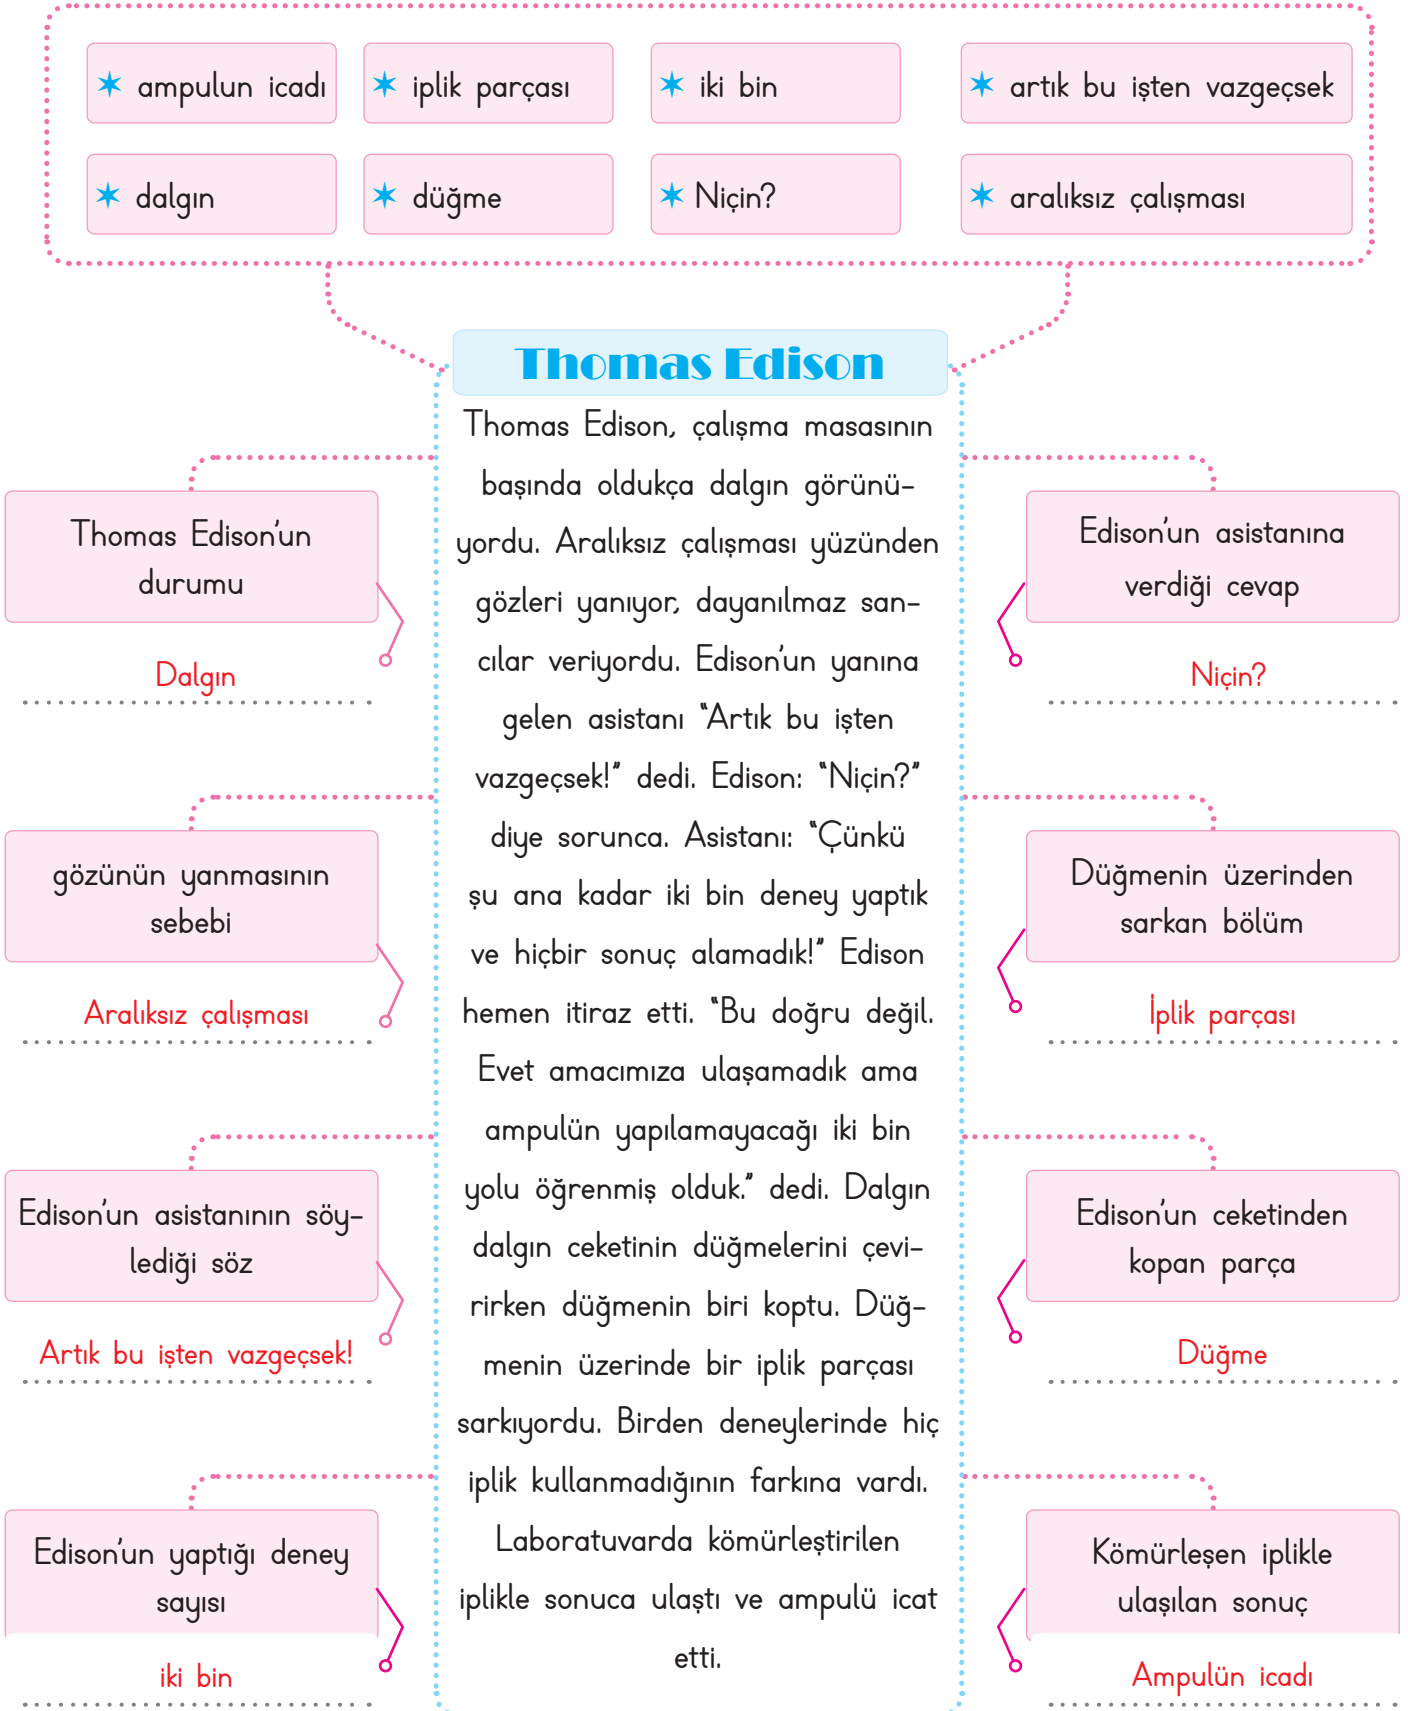 ampulun icadı
iplik parçası
iki bin
artık bu işten vazgeçsek
dalgın
düğme
Niçin?
aralıksız çalışması
Thomas Edison
Thomas Edison, çalışma masasının
başında oldukça dalgın görünü-
yordu. Aralıksız çalışması yüzünden
gözleri yanıyor, dayanılmaz san-
cılar veriyordu. Edison’un yanına
gelen asistanı “Artık bu işten
vazgeçsek!” dedi. Edison: “Niçin?”
diye sorunca. Asistanı: “Çünkü
şu ana kadar iki bin deney yaptık
ve hiçbir sonuç alamadık!” Edison
hemen itiraz etti. “Bu doğru değil.
Evet amacımıza ulaşamadık ama
ampulün yapılamayacağı iki bin
yolu öğrenmiş olduk.” dedi. Dalgın
dalgın ceketinin düğmelerini çevi-
rirken düğmenin biri koptu. Düğ-
menin üzerinde bir iplik parçası
sarkıyordu. Birden deneylerinde hiç
iplik kullanmadığının farkına vardı.
Laboratuvarda kömürleştirilen
iplikle sonuca ulaştı ve ampulü icat
etti.
Thomas Edison’un
durumu
Dalgın
gözünün yanmasının
sebebi
Aralıksız çalışması
Edison’un asistanının söy-
lediği söz
Artık bu işten vazgeçsek!
Edison’un yaptığı deney
sayısı
iki bin
Edison’un asistanına
verdiği cevap
Niçin?
Düğmenin üzerinden
sarkan bölüm
İplik parçası
Edison’un ceketinden
kopan parça
Düğme
Kömürleşen iplikle
ulaşılan sonuç
Ampulün icadı